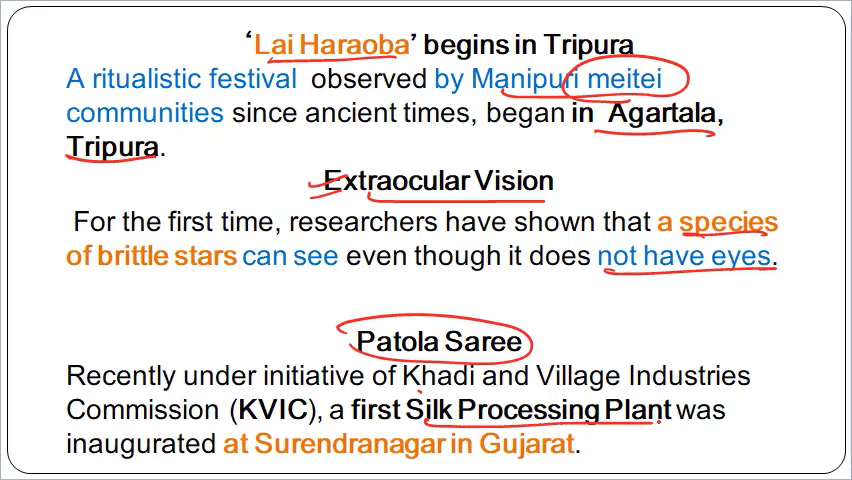 ‘Lai Haraoba’ begins in Tripura
A ritualistic festival observed by Manipuri meitei
communities since ancient times, began in Agartala,
Tripura.
Extraocular Vision
For the first time, researchers have shown that a species
of brittle stars can see even though it does not have eyes.
Patola Saree
Recently under initiative of Khadi and Village Industries
Commission (KVIC), a first Silk Processing Plant was
inaugurated at Surendranagar in Gujarat.